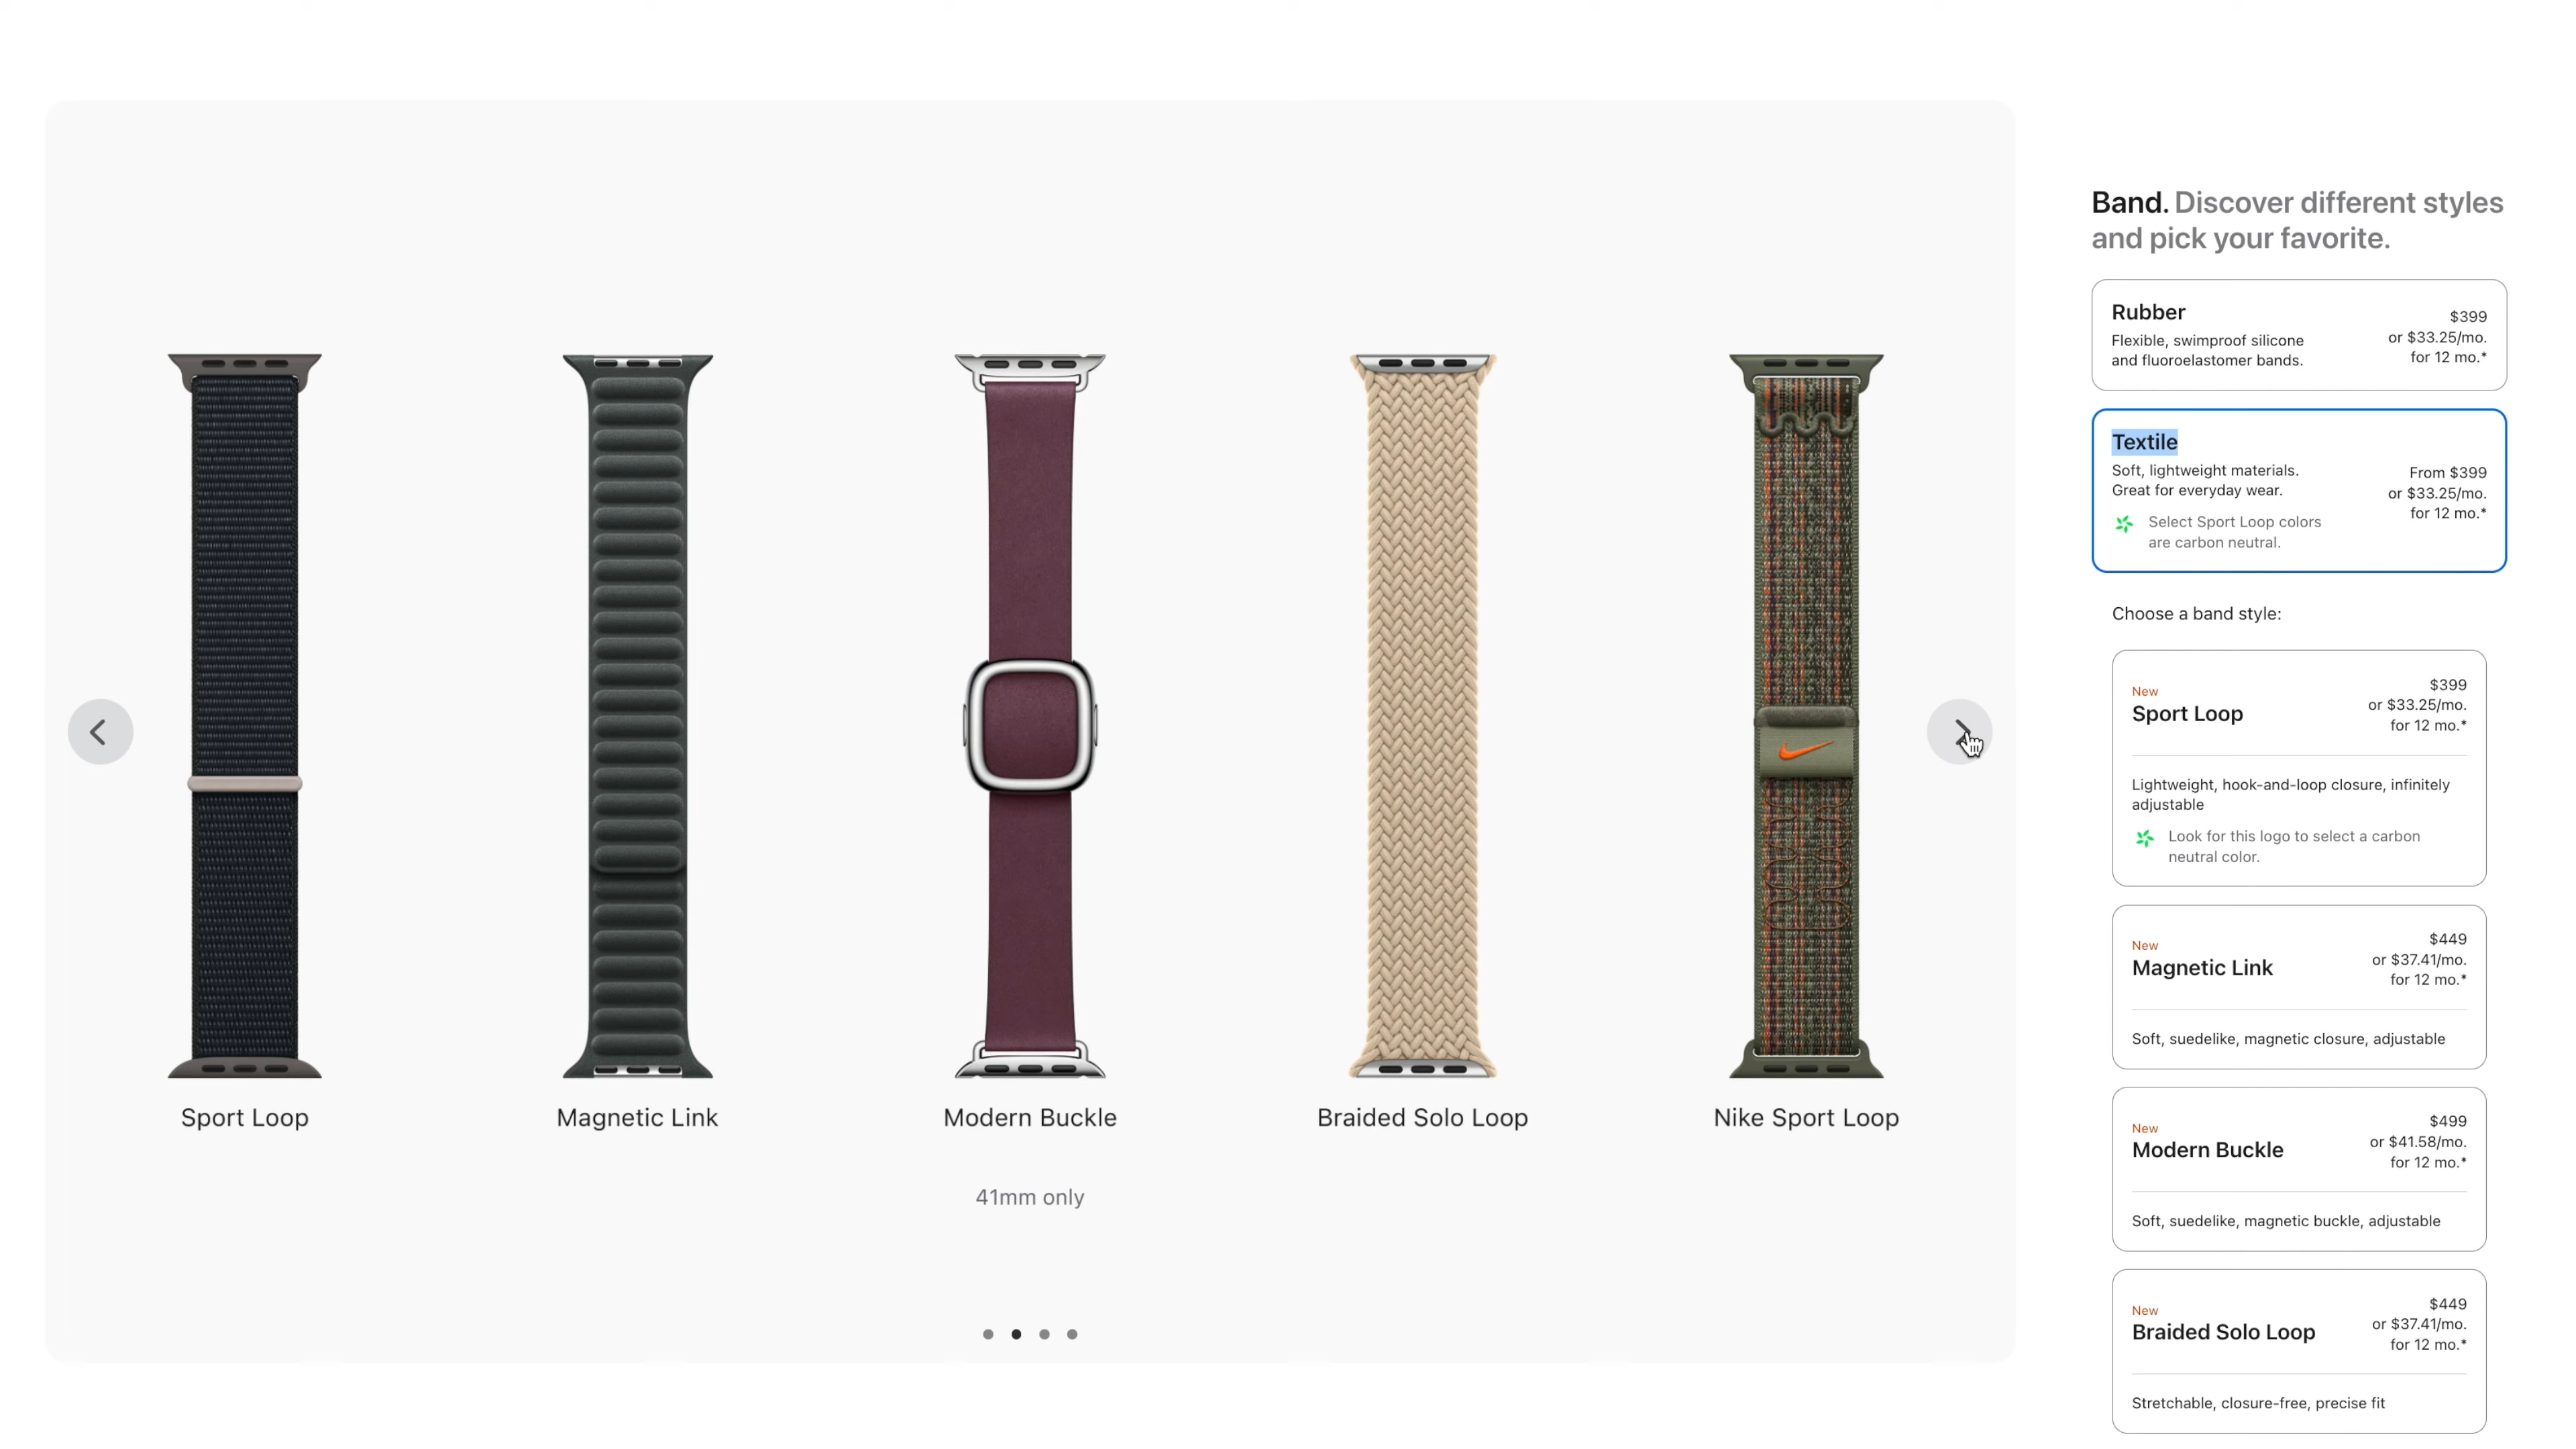 Sport Loop
Magnetic Link
Modern Buckle
41mm only
Braided Solo Loop
Nike Sport Loop
Band. Discover different styles
and pick your favorite.
Rubber
Flexible, swimproof silicone
and fluoroelastomer bands.
$399
or $33.25/mo.
for 12 mo.*
Textile
Soft, lightweight materials.
Great for everyday wear.
Select Sport Loop colors
are carbon neutral.
From $399
or $33.25/mo.
for 12 mo.*
Choose a band style:
New
Sport Loop
$399
or $33.25/mo.
for 12 mo.*
Lightweight, hook-and-loop closure, infinitely
adjustable
Look for this logo to select a carbon
neutral color.
New
Magnetic Link
$449
or $37.41/mo.
for 12 mo.*
Soft, suedelike, magnetic closure, adjustable
New
Modern Buckle
$499
or $41.58/mo.
for 12 mo.*
Soft, suedelike, magnetic buckle, adjustable
New
Braided Solo Loop
$449
or $37.41/mo.
for 12 mo.*
Stretchable, closure-free, precise fit